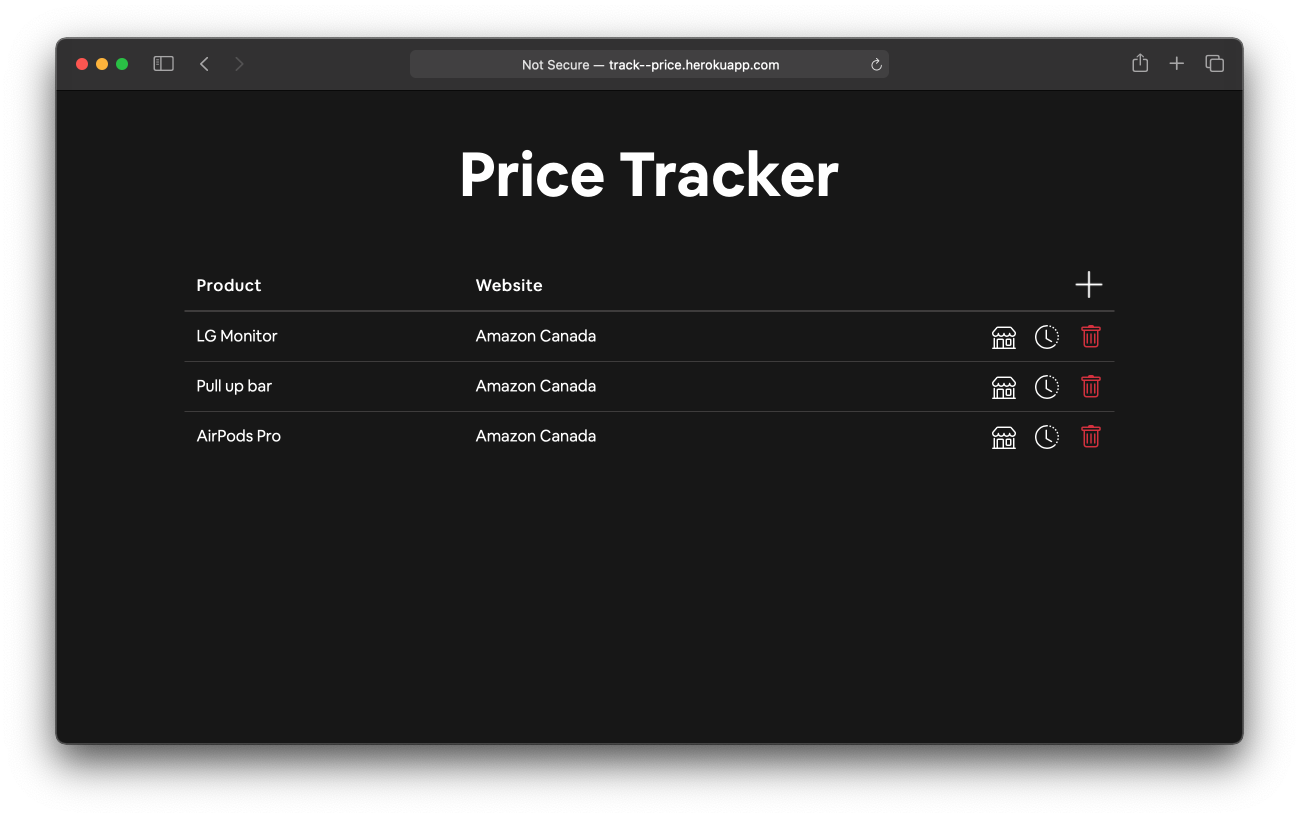 Not Secure — track--price.herokuapp.com
Price Tracker
Product Website
LG Monitor Amazon Canada
Pull up bar Amazon Canada
AirPods Pro Amazon Canada